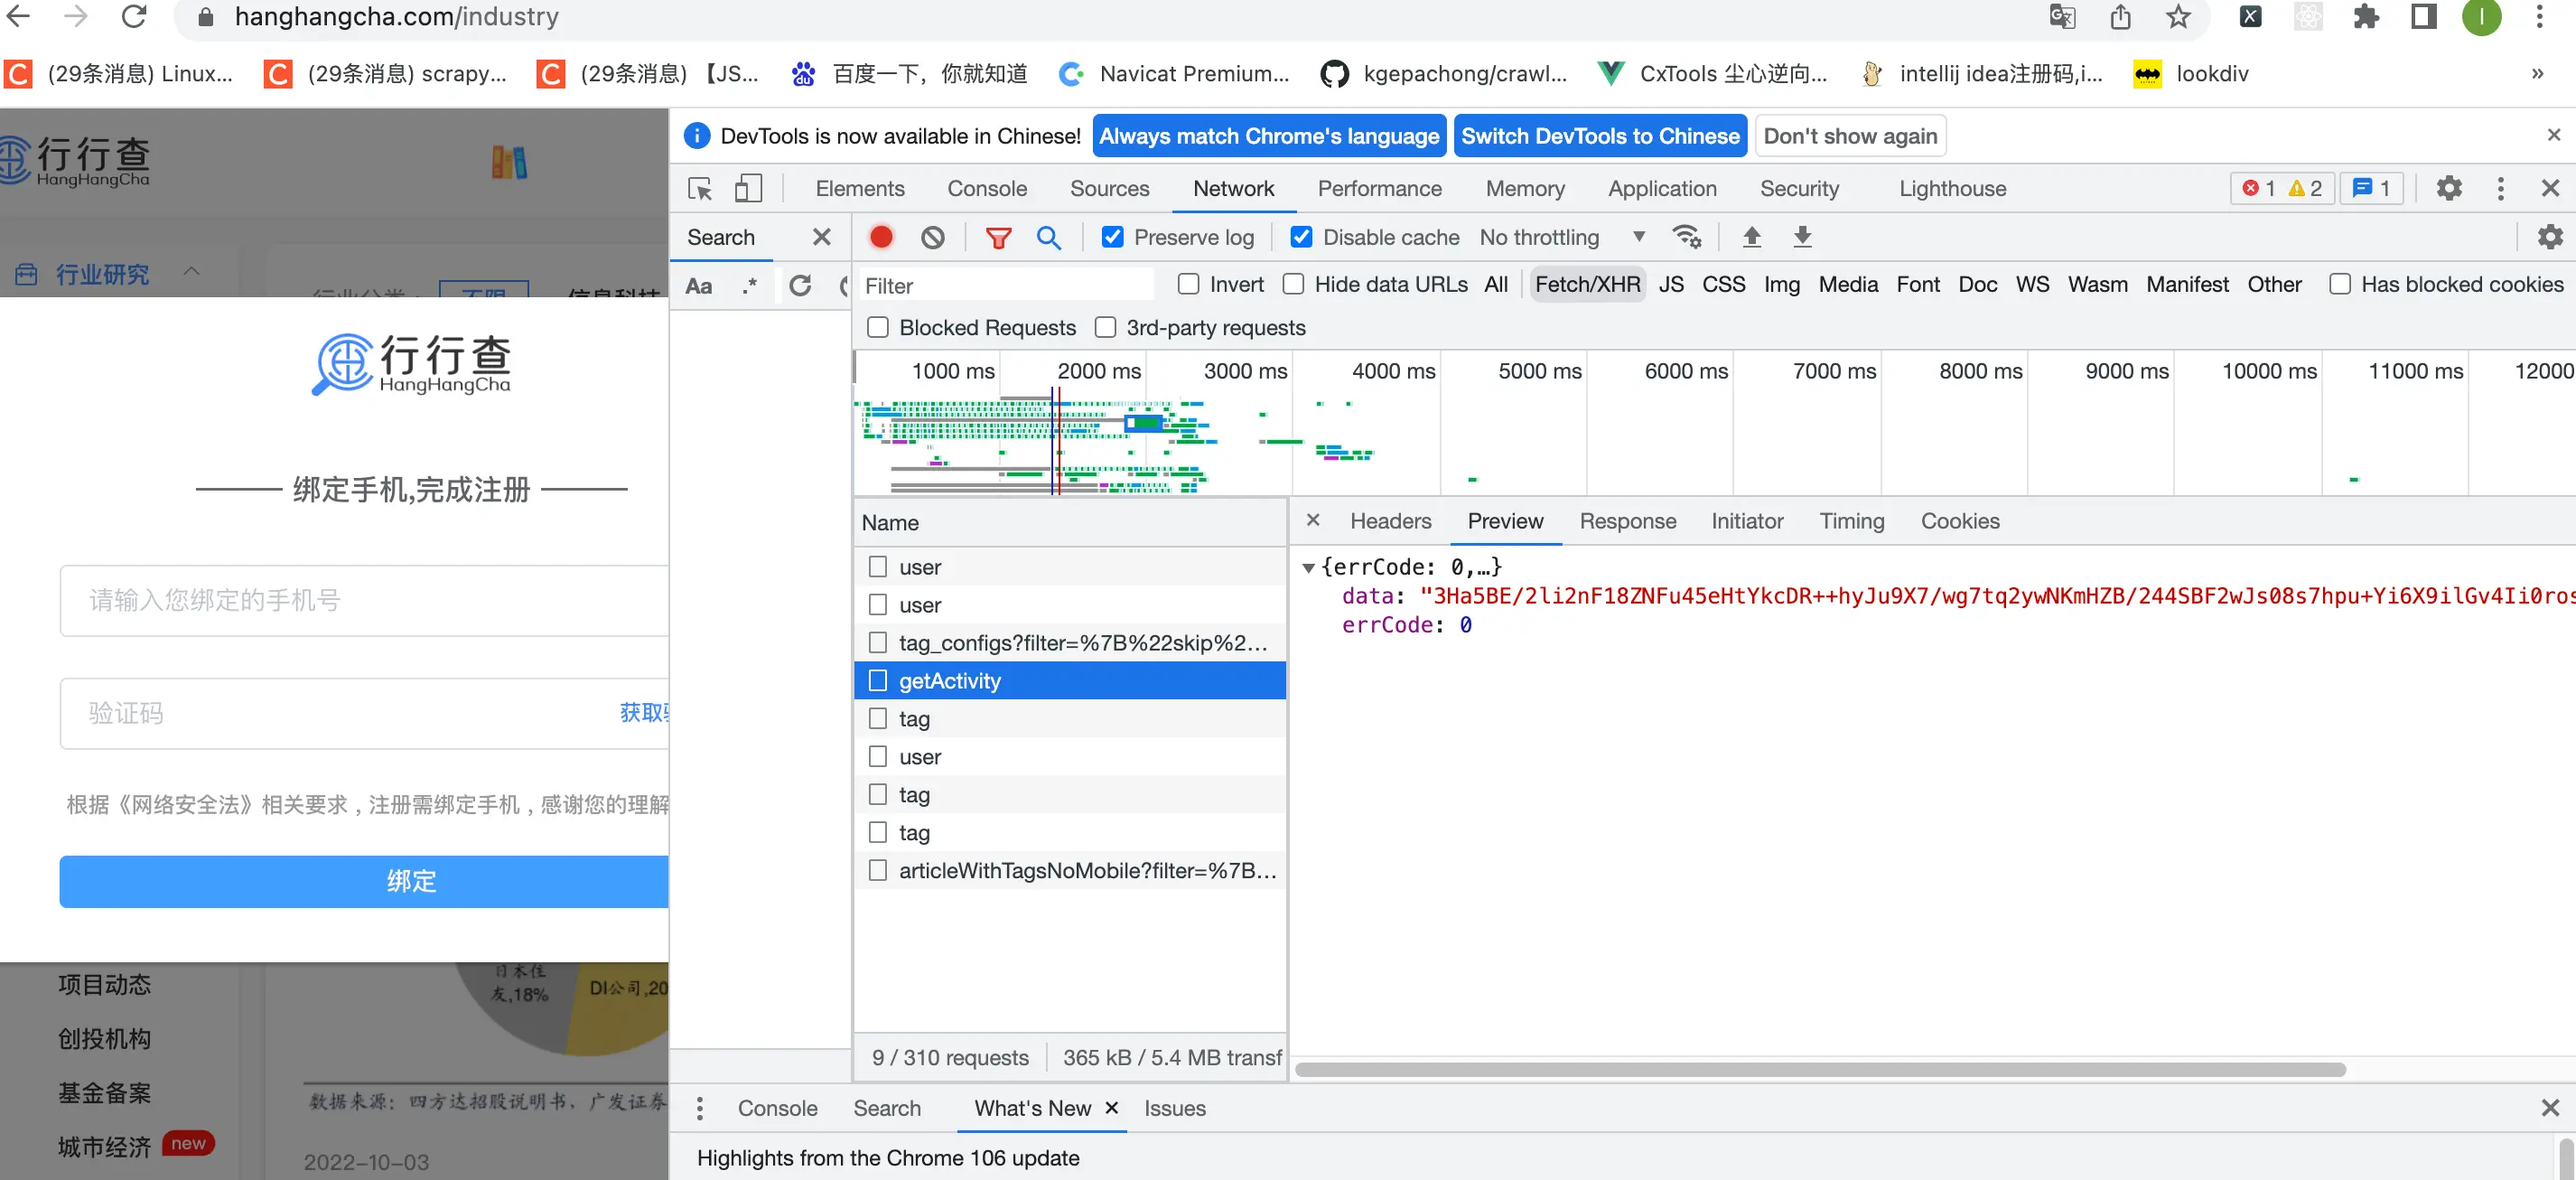 hanghangcha.com/industry
(29条消息) Linux...
(29条消息) scrapy...
(29条消息) 【JS...
百度一下，你就知道
Navicat Premium...
kgepachong/crawl...
CxTools 尘心逆向...
intellij idea注册码,i...
lookdiv
»
行行查
HangHangCha
DevTools is now available in Chinese!
Always match Chrome's language
Switch DevTools to Chinese
Don't show again
Elements
Console
Sources
Network
Performance
Memory
Application
Security
Lighthouse
1
2
1
Search
Preserve log
Disable cache
No throttling
行业研究
不限
Aa
.*
Filter
Invert
Hide data URLs
All
Fetch/XHR
JS
CSS
Img
Media
Font
Doc
WS
Wasm
Manifest
Other
Has blocked cookies
Blocked Requests
3rd-party requests
1000 ms
2000 ms
3000 ms
4000 ms
5000 ms
6000 ms
7000 ms
8000 ms
9000 ms
10000 ms
11000 ms
12000
行行查
HangHangCha
绑定手机,完成注册
请输入您绑定的手机号
验证码
获取
根据《网络安全法》相关要求，注册需绑定手机，感谢您的理解
绑定
Name
user
user
tag_configs?filter=%7B%22skip%2...
getActivity
tag
user
tag
tag
articleWithTagsNoMobile?filter=%7B...
Headers
Preview
Response
Initiator
Timing
Cookies
{errCode: 0,…}
data: "3Ha5BE/2li2nF18ZNFu45eHtYkcDR++hyJu9X7/wg7tq2ywNKmHZB/244SBF2wJs08s7hpu+Yi6X9ilGv4Ii0ros
errCode: 0
9 / 310 requests
365 kB / 5.4 MB transf
项目动态
创投机构
基金备案
城市经济
new
日本住
友,18%
DI公司,20
数据来源：四方达招股说明书、广发证券
2022-10-03
Console
Search
What's New
Issues
Highlights from the Chrome 106 update